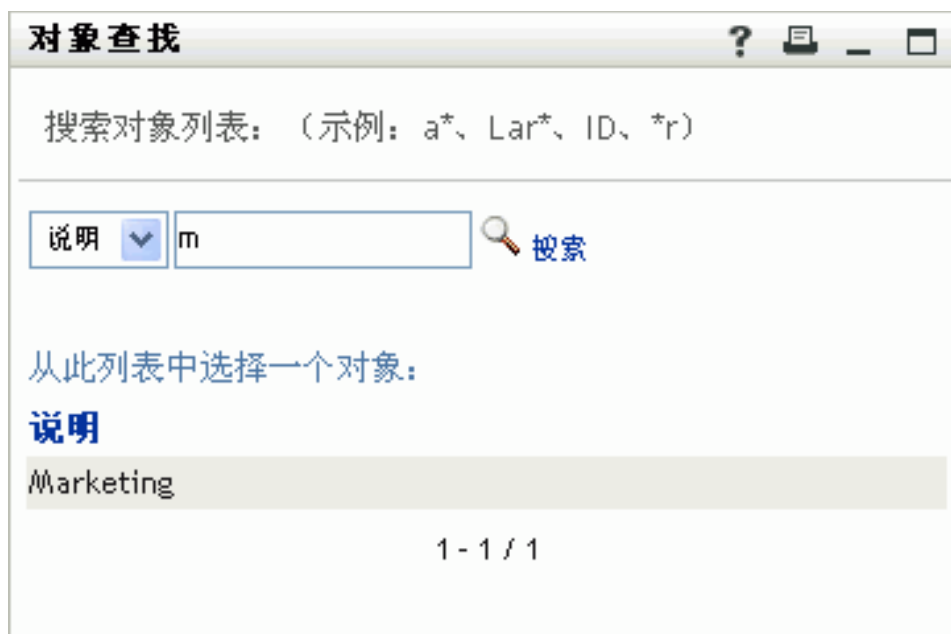 对象查找 ?
搜索对象列表：（示例：a*、Lar*、ID、*r）
说明 m 搜索
从此列表中选择一个对象：
说明
Marketing
1 - 1 / 1